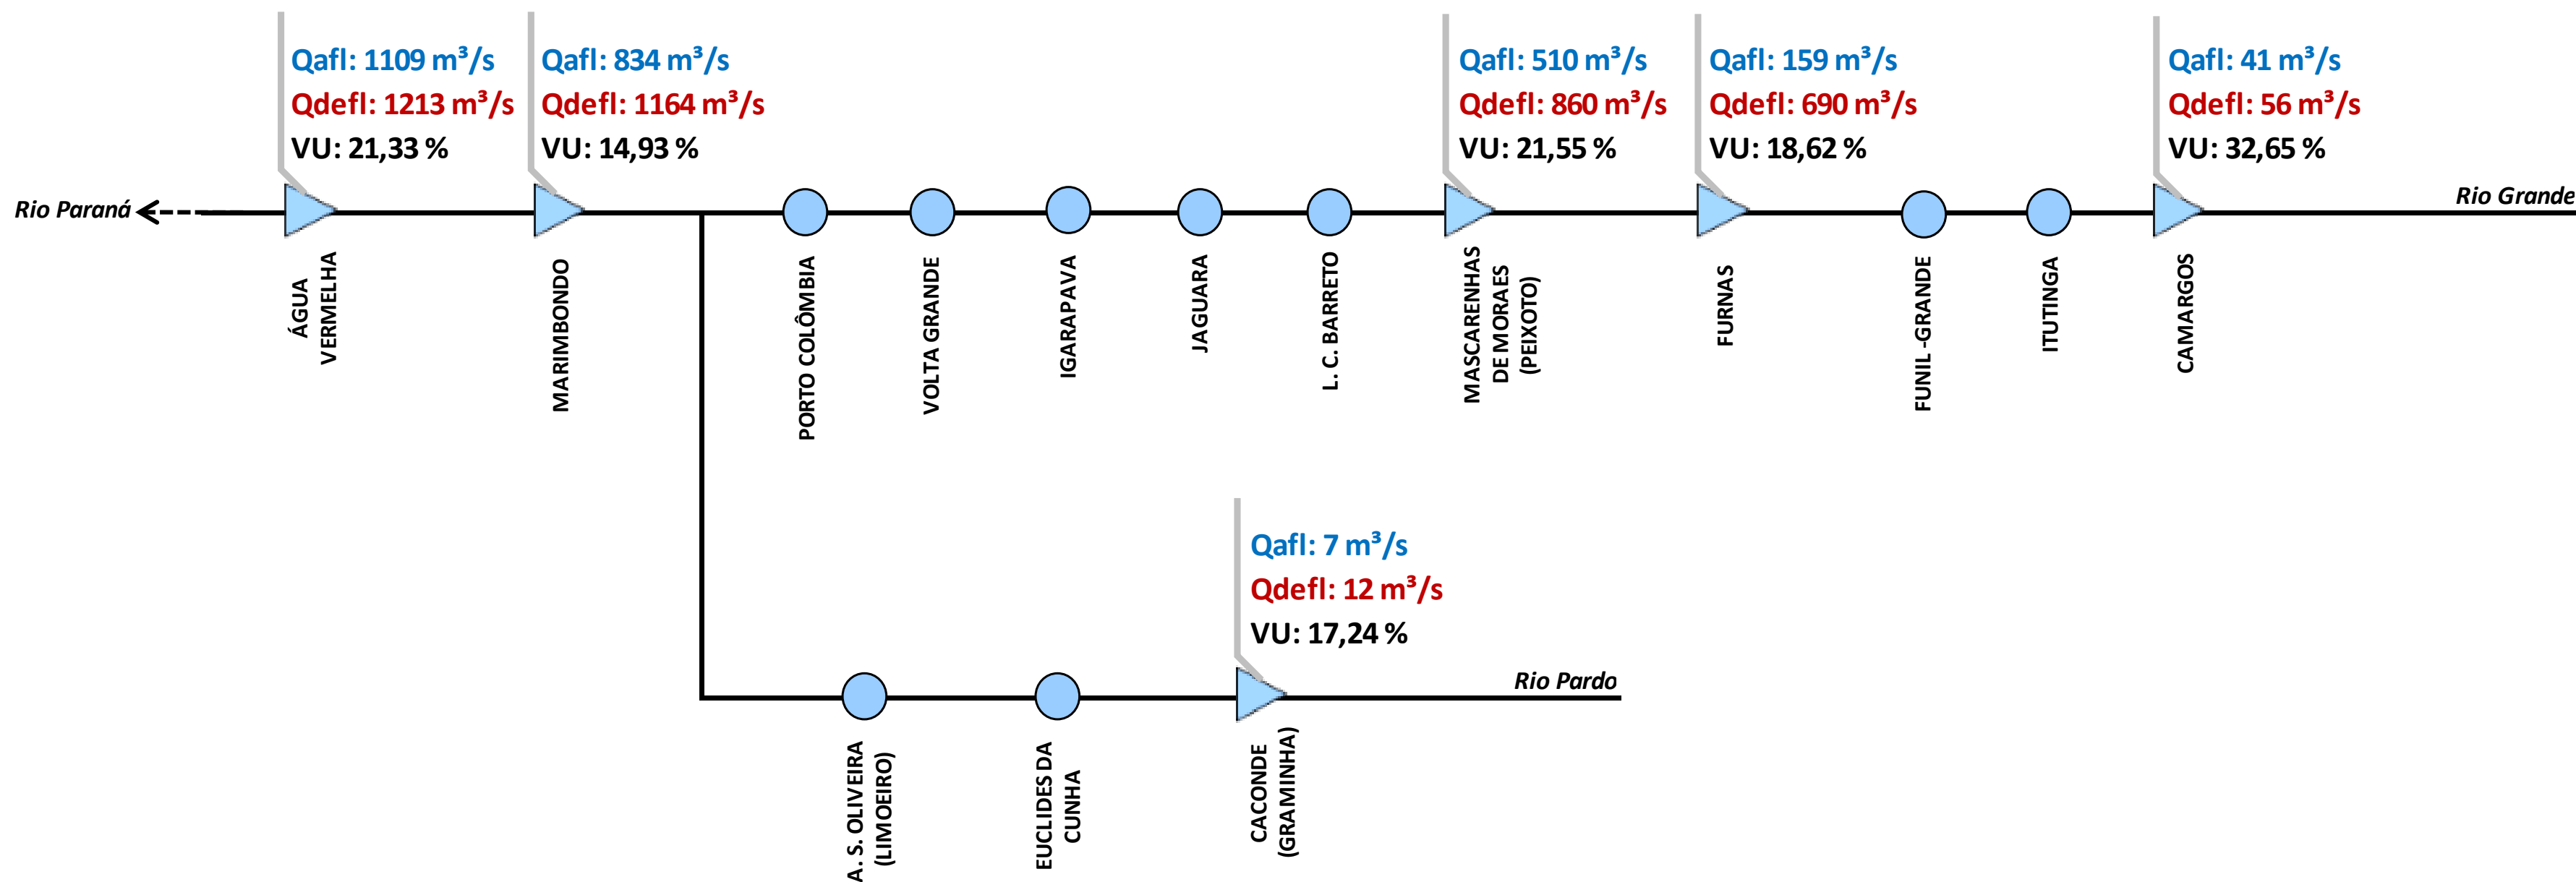 Qafl: 1109 m³/s
Qdefl: 1213 m³/s
VU: 21,33 %
Qafl: 834 m³/s
Qdefl: 1164 m³/s
VU: 14,93 %
Qafl: 510 m³/s
Qdefl: 860 m³/s
VU: 21,55 %
Qafl: 159 m³/s
Qdefl: 690 m³/s
VU: 18,62 %
Qafl: 41 m³/s
Qdefl: 56 m³/s
VU: 32,65 %
Rio Paraná
Rio Grande
ÁGUA
VERMELHA
MARIMBONDO
PORTO COLÔMBIA
VOLTA GRANDE
IGARAPAVA
JAGUARA
L. C. BARRETO
MASCARENHAS
DE MORAES
(PEIXOTO)
FURNAS
FUNIL -GRANDE
ITUTINGA
CAMARGOS
Qafl: 7 m³/s
Qdefl: 12 m³/s
VU: 17,24 %
Rio Pardo
A. S. OLIVEIRA
(LIMOEIRO)
EUCLIDES DA
CUNHA
CACONDE
(GRAMINHA)